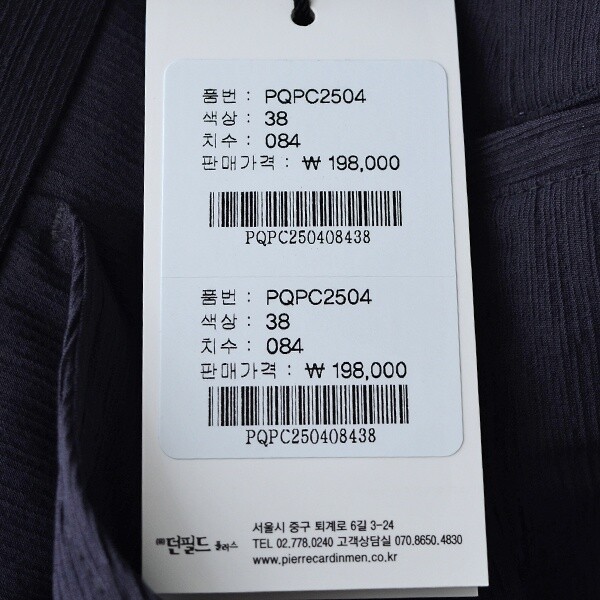 품번 : PQPC2504
색상 : 38
치수 : 084
판매가격 : ₩ 198,000
PQPC250408438
품번 : PQPC2504
색상 : 38
치수 : 084
판매가격 : ₩ 198,000
PQPC250408438
㈜던필드 플러스
서울시 중구 퇴계로 6길 3-24
TEL 02.778.0240 고객상담실 070.8650.4830
www.pierrecardinmen.co.kr